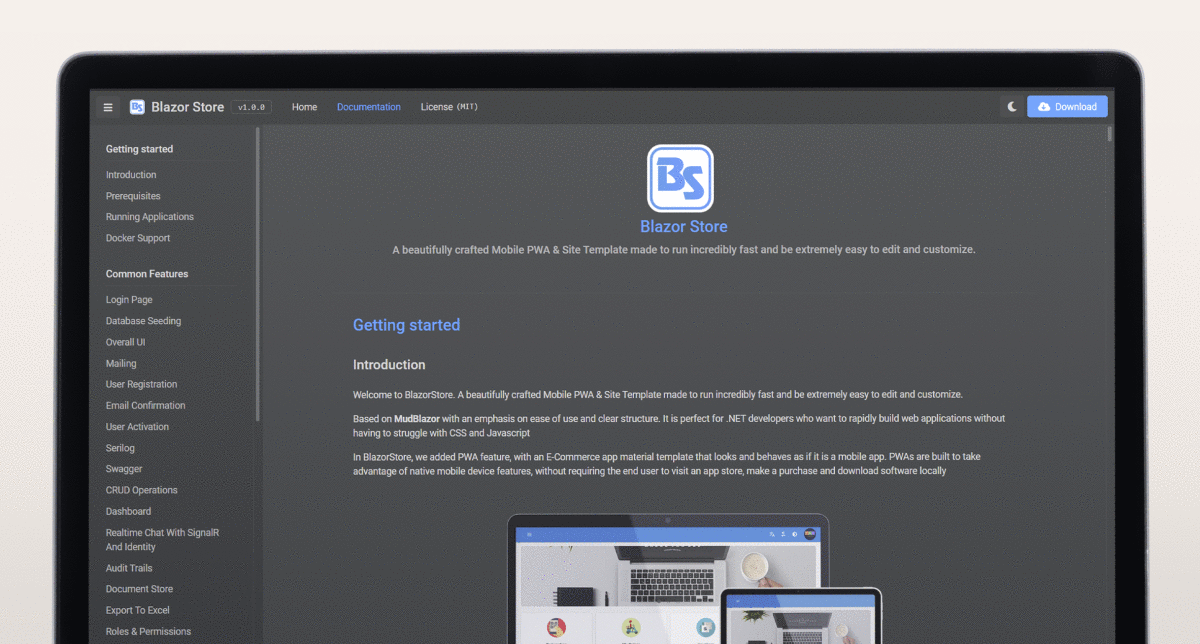 Blazor Store v1.0.0 Home Documentation License (MIT) Download
Getting started
Introduction
Prerequisites
Running Applications
Docker Support
Common Features
Login Page
Database Seeding
Overall UI
Mailing
User Registration
Email Confirmation
User Activation
Serilog
Swagger
CRUD Operations
Dashboard
Realtime Chat With SignalR
And Identity
Audit Trails
Document Store
Export To Excel
Roles & Permissions
BS
Blazor Store
A beautifully crafted Mobile PWA & Site Template made to run incredibly fast and be extremely easy to edit and customize.
Getting started
Introduction
Welcome to BlazorStore. A beautifully crafted Mobile PWA & Site Template made to run incredibly fast and be extremely easy to edit and customize.
Based on MudBlazor with an emphasis on ease of use and clear structure. It is perfect for .NET developers who want to rapidly build web applications without
having to struggle with CSS and Javascript
In BlazorStore, we added PWA feature, with an E-Commerce app material template that looks and behaves as if it is a mobile app. PWAs are built to take
advantage of native mobile device features, without requiring the end user to visit an app store, make a purchase and download software locally